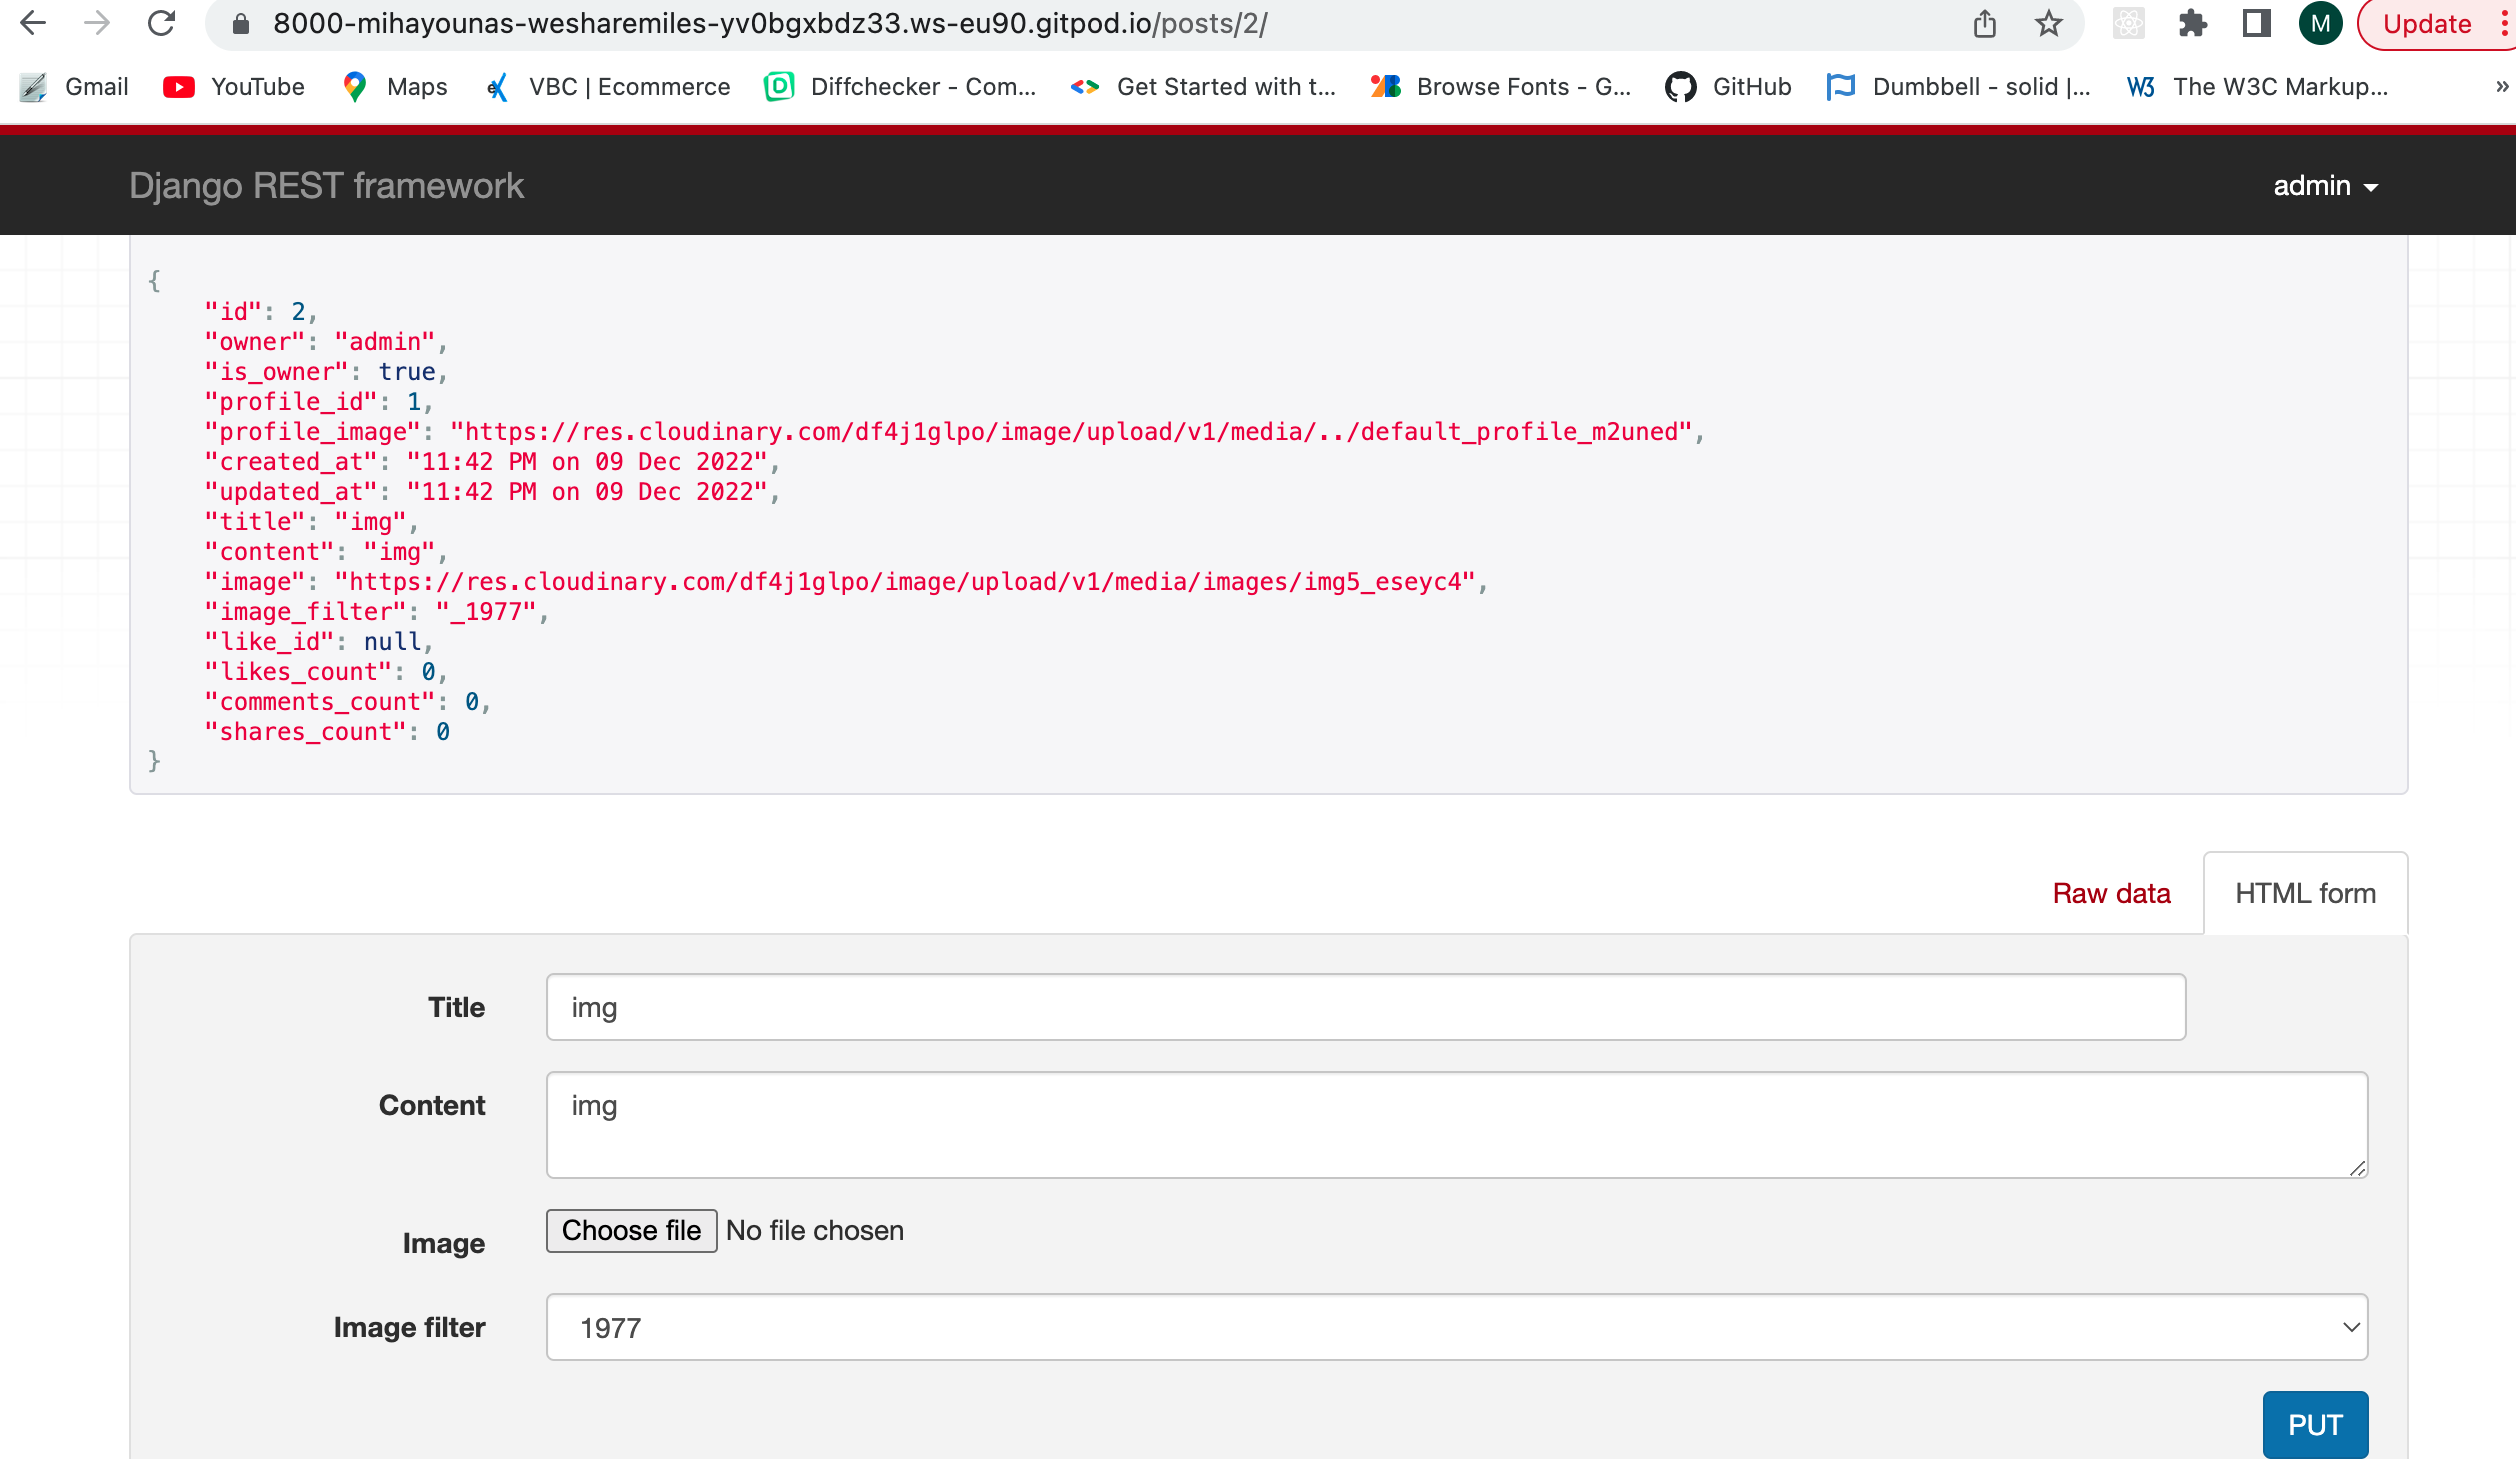 8000-mihayounas-wesharemiles-yv0bgxbdz33.ws-eu90.gitpod.io/posts/2/ M Update
Gmail YouTube Maps VBC | Ecommerce Diffchecker - Com... Get Started with t... Browse Fonts - G... GitHub Dumbbell - solid |... The W3C Markup... »
Django REST framework admin
{
"id": 2,
"owner": "admin",
"is_owner": true,
"profile_id": 1,
"profile_image": "https://res.cloudinary.com/df4j1glpo/image/upload/v1/media/../default_profile_m2uned",
"created_at": "11:42 PM on 09 Dec 2022",
"updated_at": "11:42 PM on 09 Dec 2022",
"title": "img",
"content": "img",
"image": "https://res.cloudinary.com/df4j1glpo/image/upload/v1/media/images/img5_eseyc4",
"image_filter": "_1977",
"like_id": null,
"likes_count": 0,
"comments_count": 0,
"shares_count": 0
}
Raw data HTML form
Title img
Content img
Image Choose file No file chosen
Image filter 1977
PUT